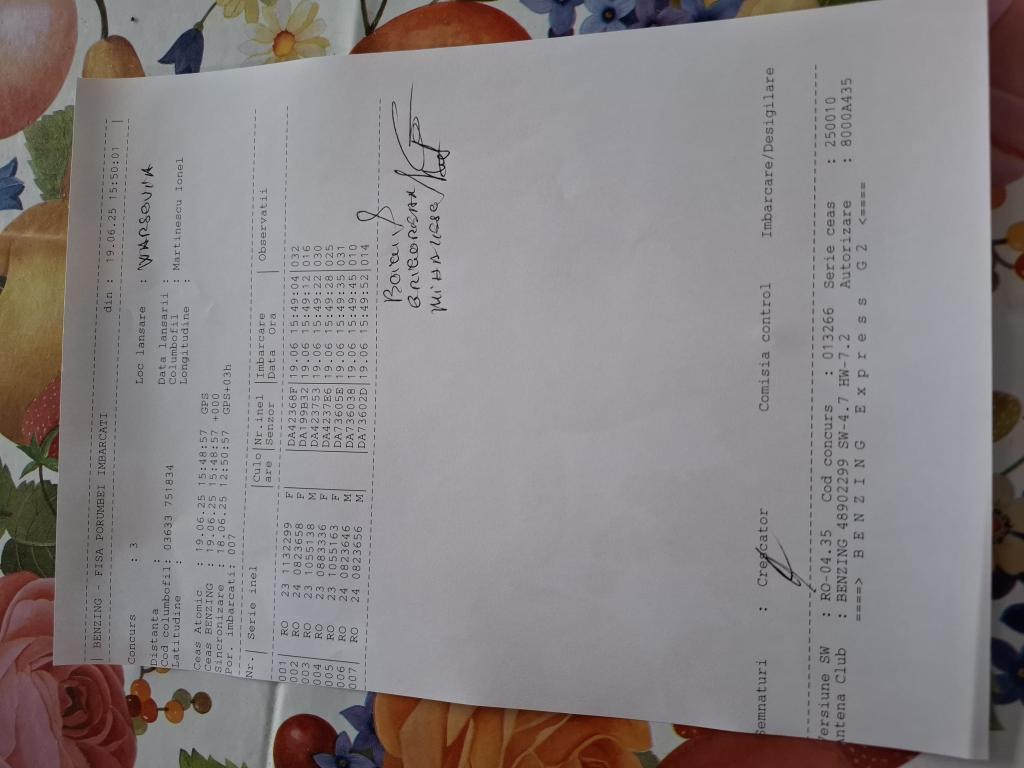 | BENZING - FISA PORUMBEI IMBARCATI din : 19.06.25 15:50:01 |
Concurs : 3 Loc lansare : VARSOVIA
Distanta : Data lansarii :
Cod columbofil: 03633 751834 Columbofil : Martinescu Ionel
Latitudine : Longitudine :
Ceas Atomic : 19.06.25 15:48:57 GPS
Ceas BENZING : 19.06.25 15:48:57 +000
Sincronizare : 18.06.25 12:50:57 GPS+03h
Por. imbarcati: 007
Nr.| Serie inel |Culo|Nr.inel |Imbarcare | Observatii
|are |Senzor |Data Ora |
001| RO 23 1132299 F |DA42368F|19.06 15:49:04|032
002| RO 24 0823658 F |DA199B32|19.06 15:49:12|016
003| RO 23 1055138 M |DA423753|19.06 15:49:22|030
004| RO 23 0883336 F |DA4237E6|19.06 15:49:28|025
005| RO 23 1055163 F |DA73605E|19.06 15:49:35|031
006| RO 24 0823646 M |DA736038|19.06 15:49:45|010
007| RO 24 0823656 M |DA73602D|19.06 15:49:55|014
Semnaturi : Crescator Comisia control Imbarcare/Desigilare
Versiune SW : RO-04.35 Cod concurs : 013266 Serie ceas : 250010
Antena Club : BENZING 48902299 SW-4.7 HW-7.2 Autorizare : 8000A435
====> B E N Z I N G E x p r e s s G 2 <====